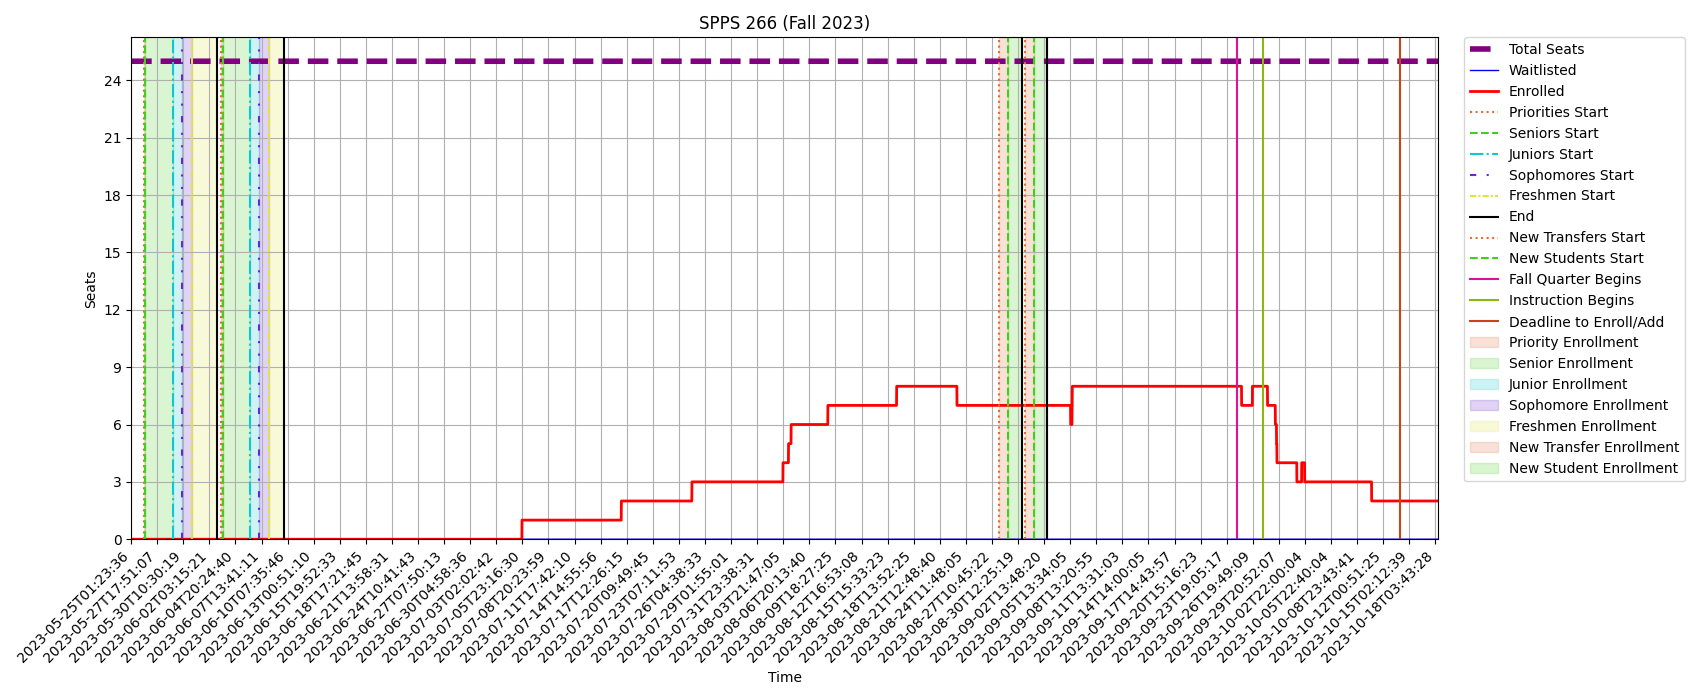 SPPS 266 (Fall 2023)
Seats
24
21
18
15
12
9
6
3
0
2023-05-25T01:23:36
2023-05-27T17:51:07
2023-05-30T10:30:19
2023-06-02T03:15:21
2023-06-04T20:24:40
2023-06-07T13:41:11
2023-06-10T07:35:46
2023-06-13T00:51:10
2023-06-15T19:52:33
2023-06-18T17:21:45
2023-06-21T13:58:31
2023-06-24T10:41:43
2023-06-27T07:50:13
2023-06-30T04:58:36
2023-07-03T02:02:42
2023-07-05T23:16:30
2023-07-08T20:23:59
2023-07-11T17:42:10
2023-07-14T14:55:56
2023-07-17T12:26:15
2023-07-20T09:49:45
2023-07-23T07:11:53
2023-07-26T04:38:33
2023-07-29T01:55:01
2023-07-31T23:38:31
2023-08-03T21:47:05
2023-08-06T20:13:40
2023-08-09T18:27:25
2023-08-12T16:53:08
2023-08-15T15:33:23
2023-08-18T13:52:25
2023-08-21T12:48:40
2023-08-24T11:48:05
2023-08-27T10:45:22
2023-08-30T12:25:19
2023-09-02T13:48:20
2023-09-05T13:34:05
2023-09-08T13:20:55
2023-09-11T13:31:03
2023-09-14T14:00:05
2023-09-17T14:43:57
2023-09-20T15:16:23
2023-09-23T19:05:17
2023-09-26T19:49:09
2023-09-29T20:52:07
2023-10-02T22:00:04
2023-10-05T22:40:04
2023-10-08T23:43:41
2023-10-12T00:51:25
2023-10-15T02:12:39
2023-10-18T03:43:28
Time
Total Seats
Waitlisted
Enrolled
Priorities Start
Seniors Start
Juniors Start
Sophomores Start
Freshmen Start
End
New Transfers Start
New Students Start
Fall Quarter Begins
Instruction Begins
Deadline to Enroll/Add
Priority Enrollment
Senior Enrollment
Junior Enrollment
Sophomore Enrollment
Freshmen Enrollment
New Transfer Enrollment
New Student Enrollment